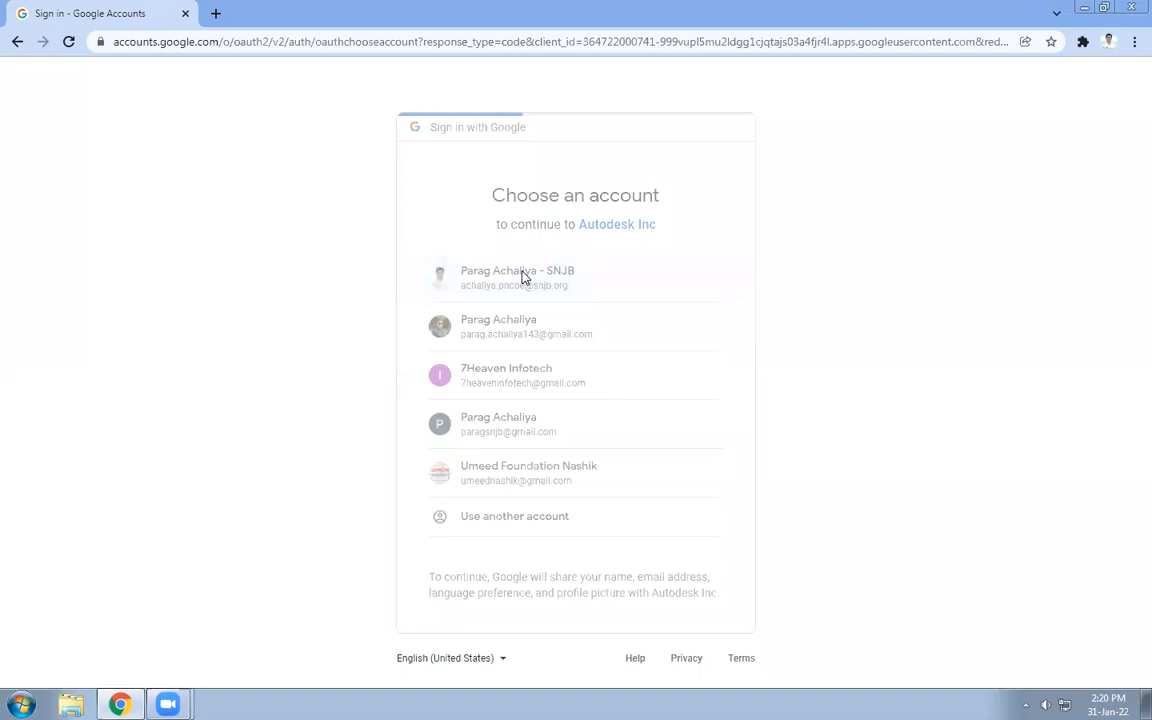 Sign in - Google Accounts
accounts.google.com/o/oauth2/v2/auth/oauthchooseaccount?response_type=code&client_id=364722000741-999vupl5mu2ldgg1cjqtajs03a4fjr4l.apps.googleusercontent.com&red...
Sign in with Google
Choose an account
to continue to Autodesk Inc
Parag Achaliya - SNJB
achaliya.pncoe@snjb.org
Parag Achaliya
parag.achaliya143@gmail.com
I
7Heaven Infotech
7heaveninfotech@gmail.com
P
Parag Achaliya
paragsnjb@gmail.com
Umeed Foundation Nashik
umeednashik@gmail.com
Use another account
To continue, Google will share your name, email address,
language preference, and profile picture with Autodesk Inc.
English (United States)
Help Privacy Terms
2:20 PM
31-Jan-22